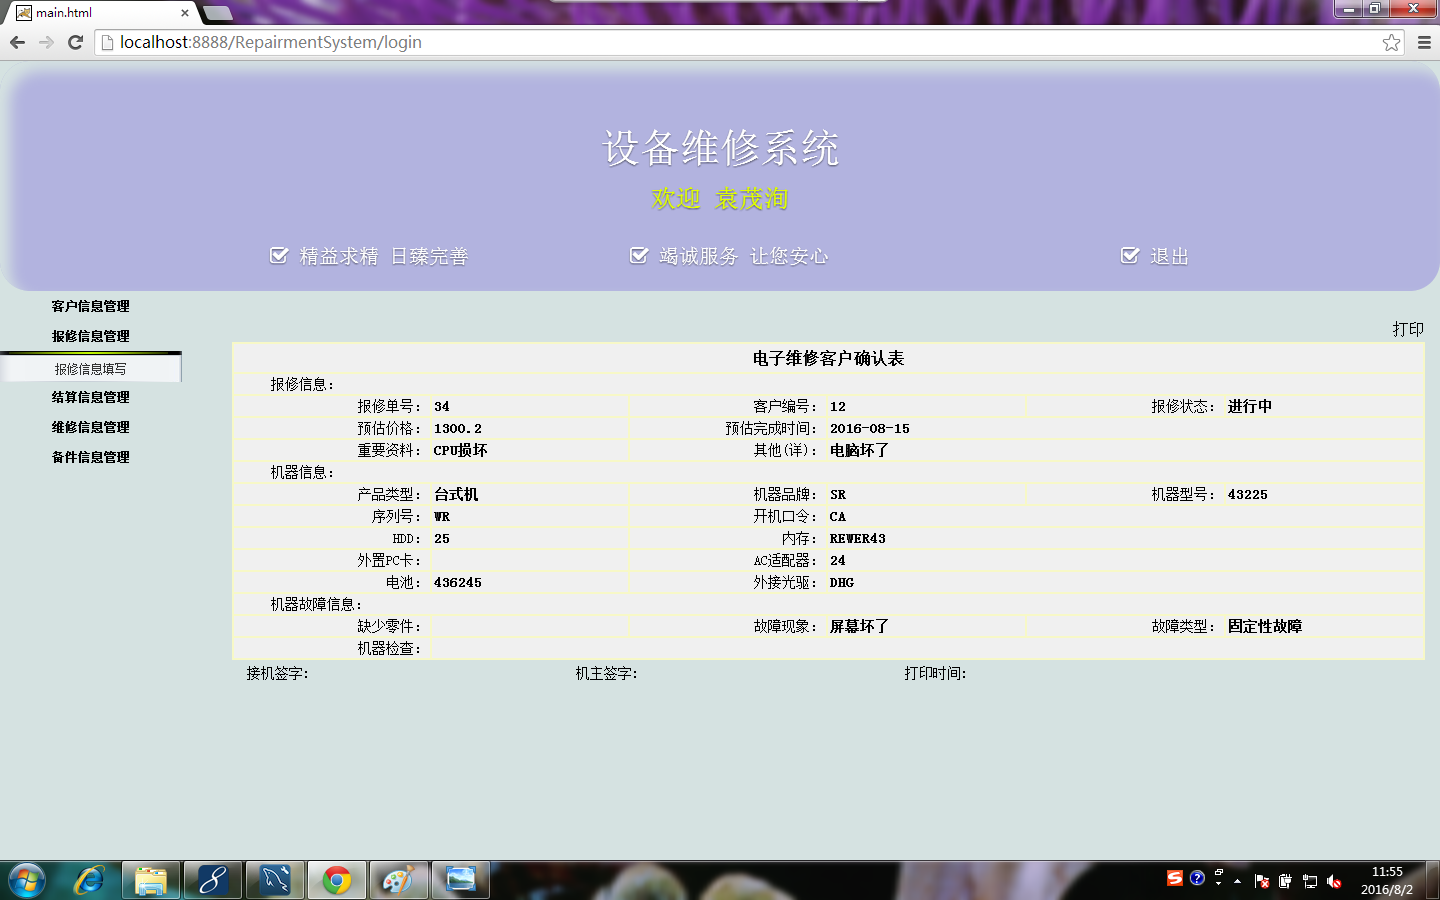 main.html
localhost:8888/RepairmentSystem/login
设备维修系统
欢迎 袁茂洵
精益求精 日臻完善 竭诚服务 让您安心 退出
客户信息管理
报修信息管理
报修信息填写
结算信息管理
维修信息管理
备件信息管理
打印
电子维修客户确认表
报修信息:
报修单号: 34 客户编号: 12 报修状态: 进行中
预估价格: 1300.2 预估完成时间: 2016-08-15
重要资料: CPU损坏 其他(详): 电脑坏了
机器信息:
产品类型: 台式机 机器品牌: SR 机器型号: 43225
序列号: WR 开机口令: CA
HDD: 25 内存: REWER43
外置PC卡: AC适配器: 24
电池: 436245 外接光驱: DHG
机器故障信息:
缺少零件: 故障现象: 屏幕坏了 故障类型: 固定性故障
机器检查:
接机签字: 机主签字: 打印时间:
11:55
2016/8/2